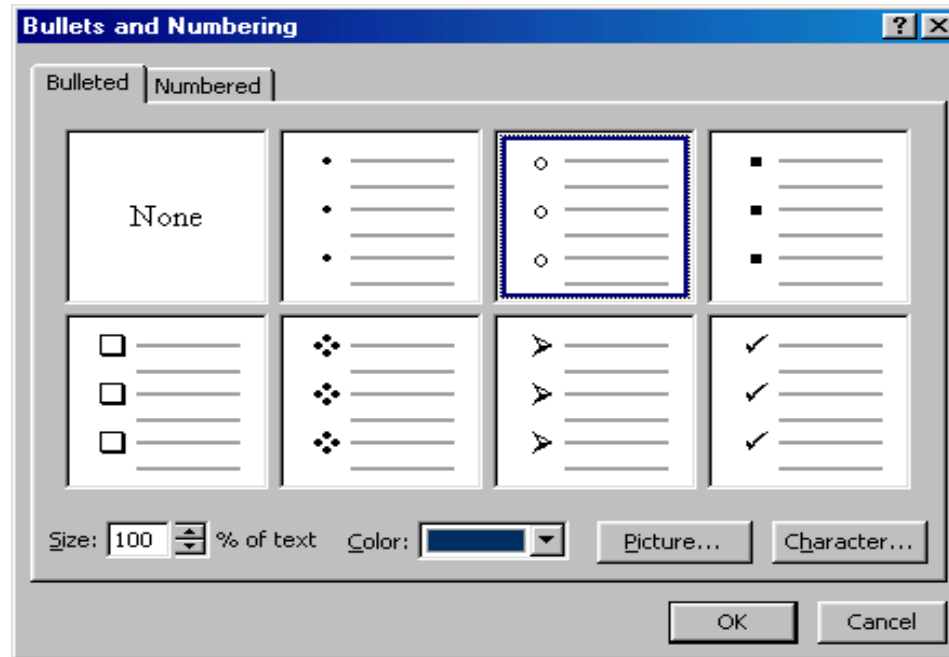 Bullets and Numbering
Bulleted Numbered
None
Size: 100 % of text Color: Picture... Character...
OK Cancel